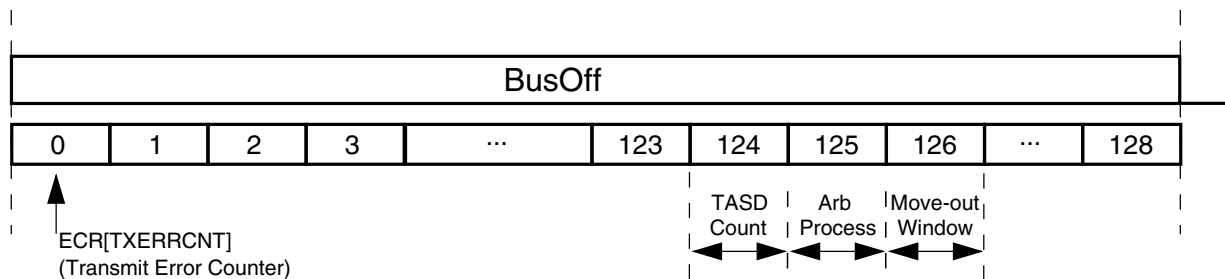 BusOff
0 1 2 3 ... 123 124 125 126 ... 128
TASD Arb Move-out
Count Process Window
ECR[TXERRCNT]
(Transmit Error Counter)